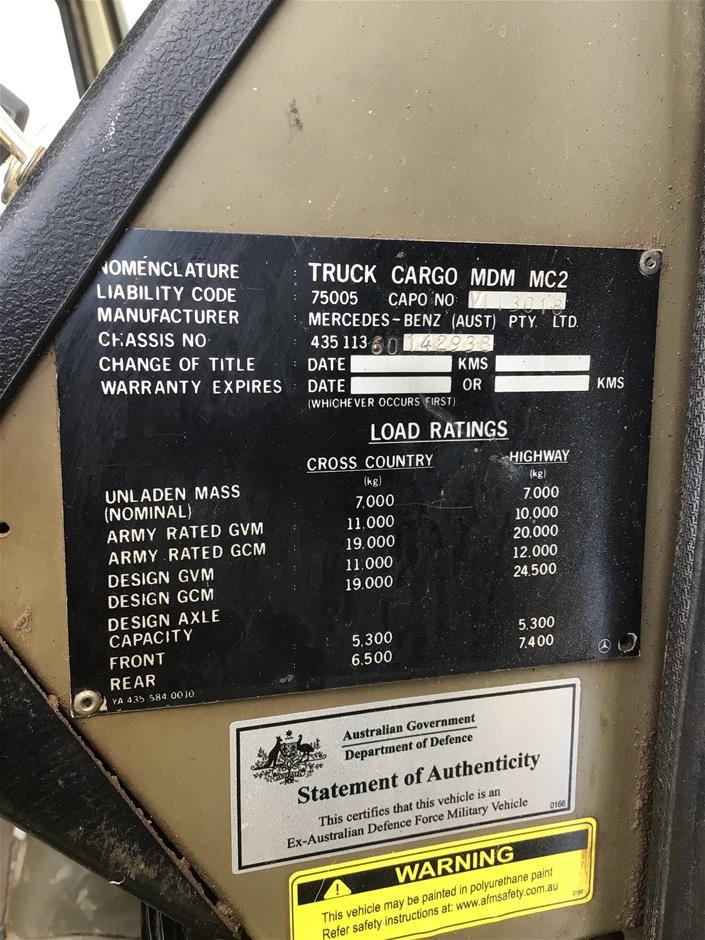 NOMENCLATURE : TRUCK CARGO MDM MC2
LIABILITY CODE : 75005 CAPO NO V113018
MANUFACTURER : MERCEDES-BENZ (AUST) PTY. LTD.
CHASSIS NO : 435 113 60 142938
CHANGE OF TITLE : DATE KMS
WARRANTY EXPIRES : DATE OR KMS
(WHICHEVER OCCURS FIRST)
LOAD RATINGS
CROSS COUNTRY HIGHWAY
(kg) (kg)
UNLADEN MASS 7.000 7.000
(NOMINAL)
ARMY RATED GVM 11.000 10.000
ARMY RATED GCM 19.000 20.000
DESIGN GVM 11.000 12.000
DESIGN GCM 19.000 24.500
DESIGN AXLE
CAPACITY
FRONT 5,300 5.300
REAR 6.500 7.400
YA 435 584 0010
Australian Government
Department of Defence
Statement of Authenticity
This certifies that this vehicle is an
Ex-Australian Defence Force Military Vehicle
0166
WARNING
This vehicle may be painted in polyurethane paint
Refer safety instructions at: www.afmsafety.com.au
0166